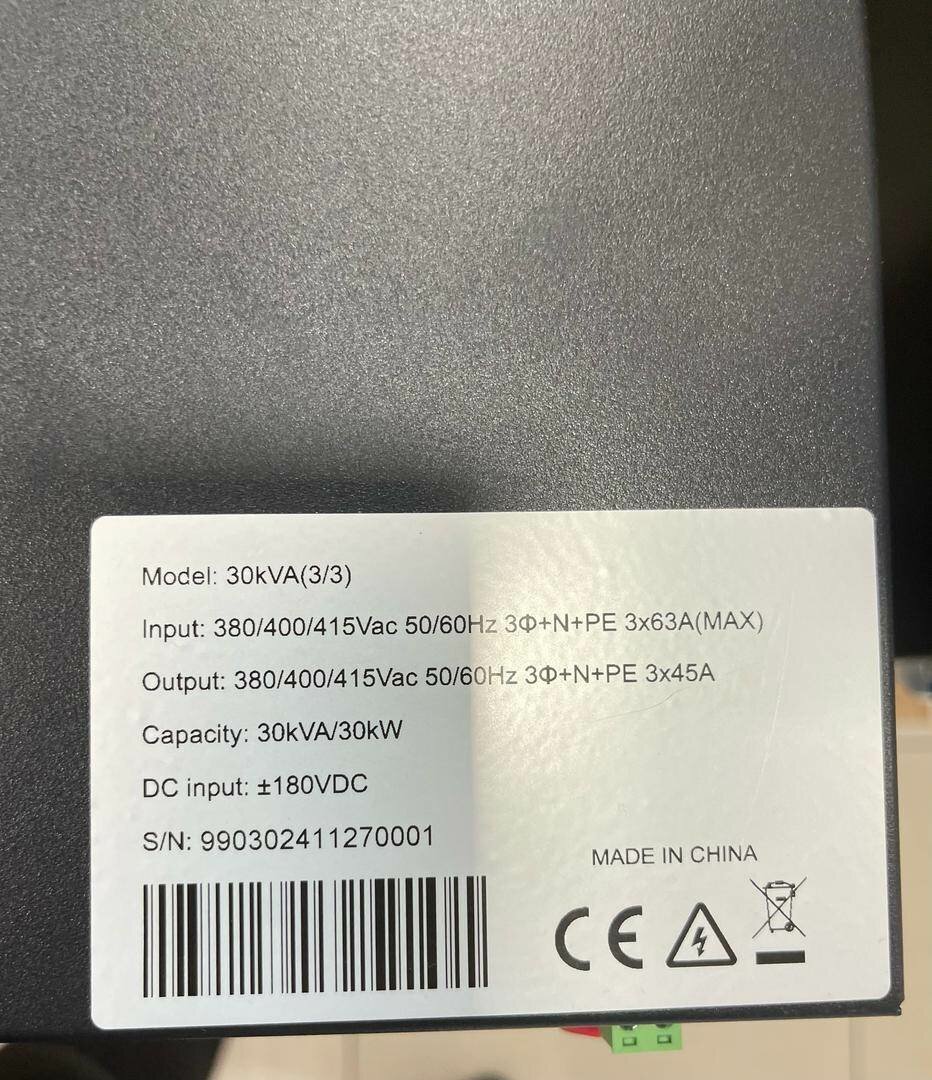 Model: 30kVA(3/3)
Input: 380/400/415Vac 50/60Hz 3Φ+N+PE 3x63A(MAX)
Output: 380/400/415Vac 50/60Hz 3Φ+N+PE 3x45A
Capacity: 30kVA/30kW
DC input: ±180VDC
S/N: 990302411270001
MADE IN CHINA
CE